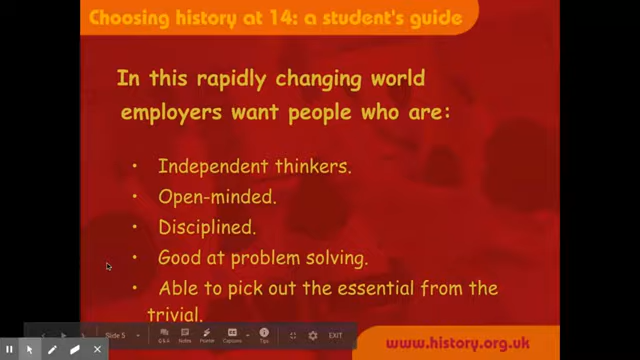 Choosing history at 14: a student's guide
In this rapidly changing world
employers want people who are:
• Independent thinkers.
• Open-minded.
• Disciplined.
• Good at problem solving.
• Able to pick out the essential from the
trivial.
Slide 5
Q&A
Notes
Pointer
Captions
Tips
EXIT
www.history.org.uk